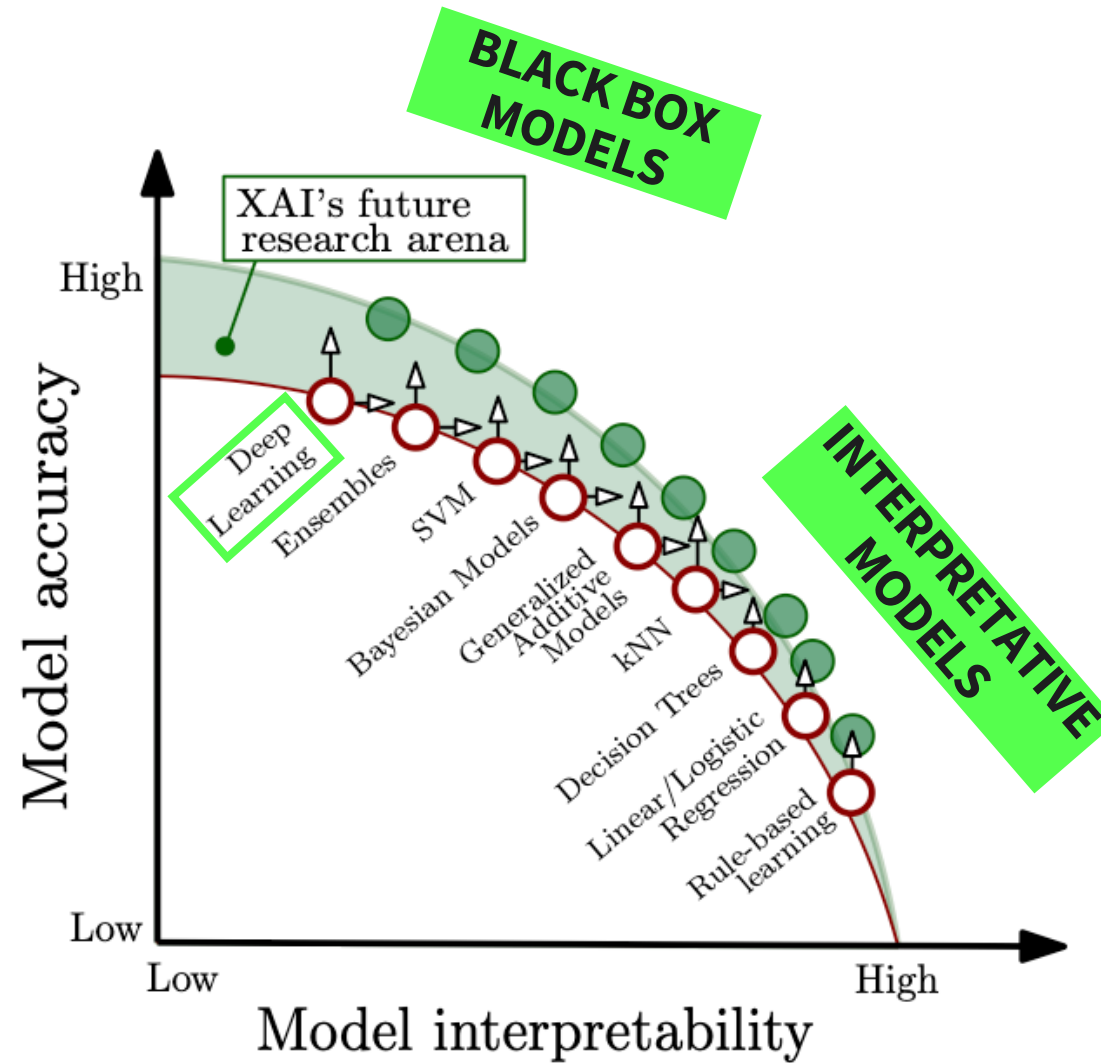 BLACK BOX
MODELS
XAI's future
research arena
High
Model accuracy
Deep
Learning
Ensembles
SVM
Bayesian Models
Generalized
Additive
Models
kNN
Decision Trees
Linear/Logistic
Regression
Rule-based
learning
INTERPRETATIVE
MODELS
Low
Low
High
Model interpretability